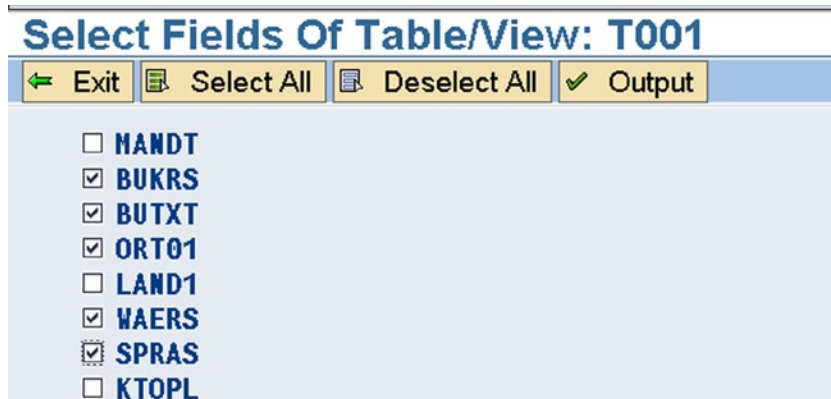 Select Fields Of Table/View: T001
Exit Select All Deselect All Output
MANDT
BUKRS
BUTXT
ORT01
LAND1
WAERS
SPRAS
KTOPL